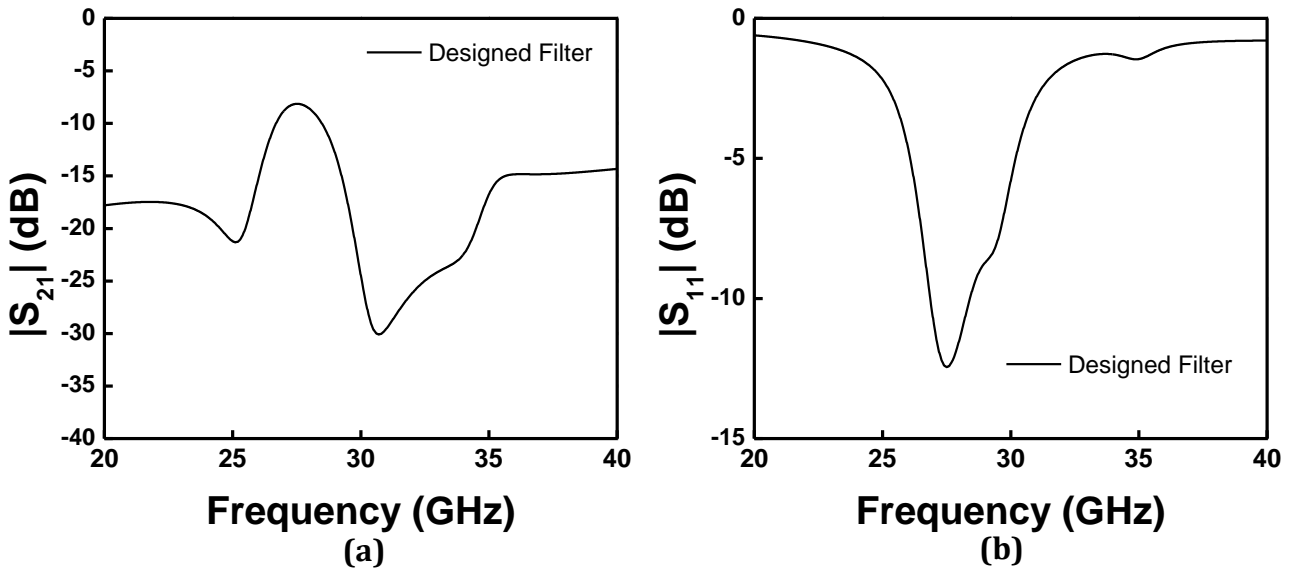 0
-5
-10
-15
-20
-25
-30
-35
-40
|S21| (dB)
Designed Filter
20 25 30 35 40
Frequency (GHz)
(a)
0
-5
-10
-15
|S11| (dB)
Designed Filter
20 25 30 35 40
Frequency (GHz)
(b)